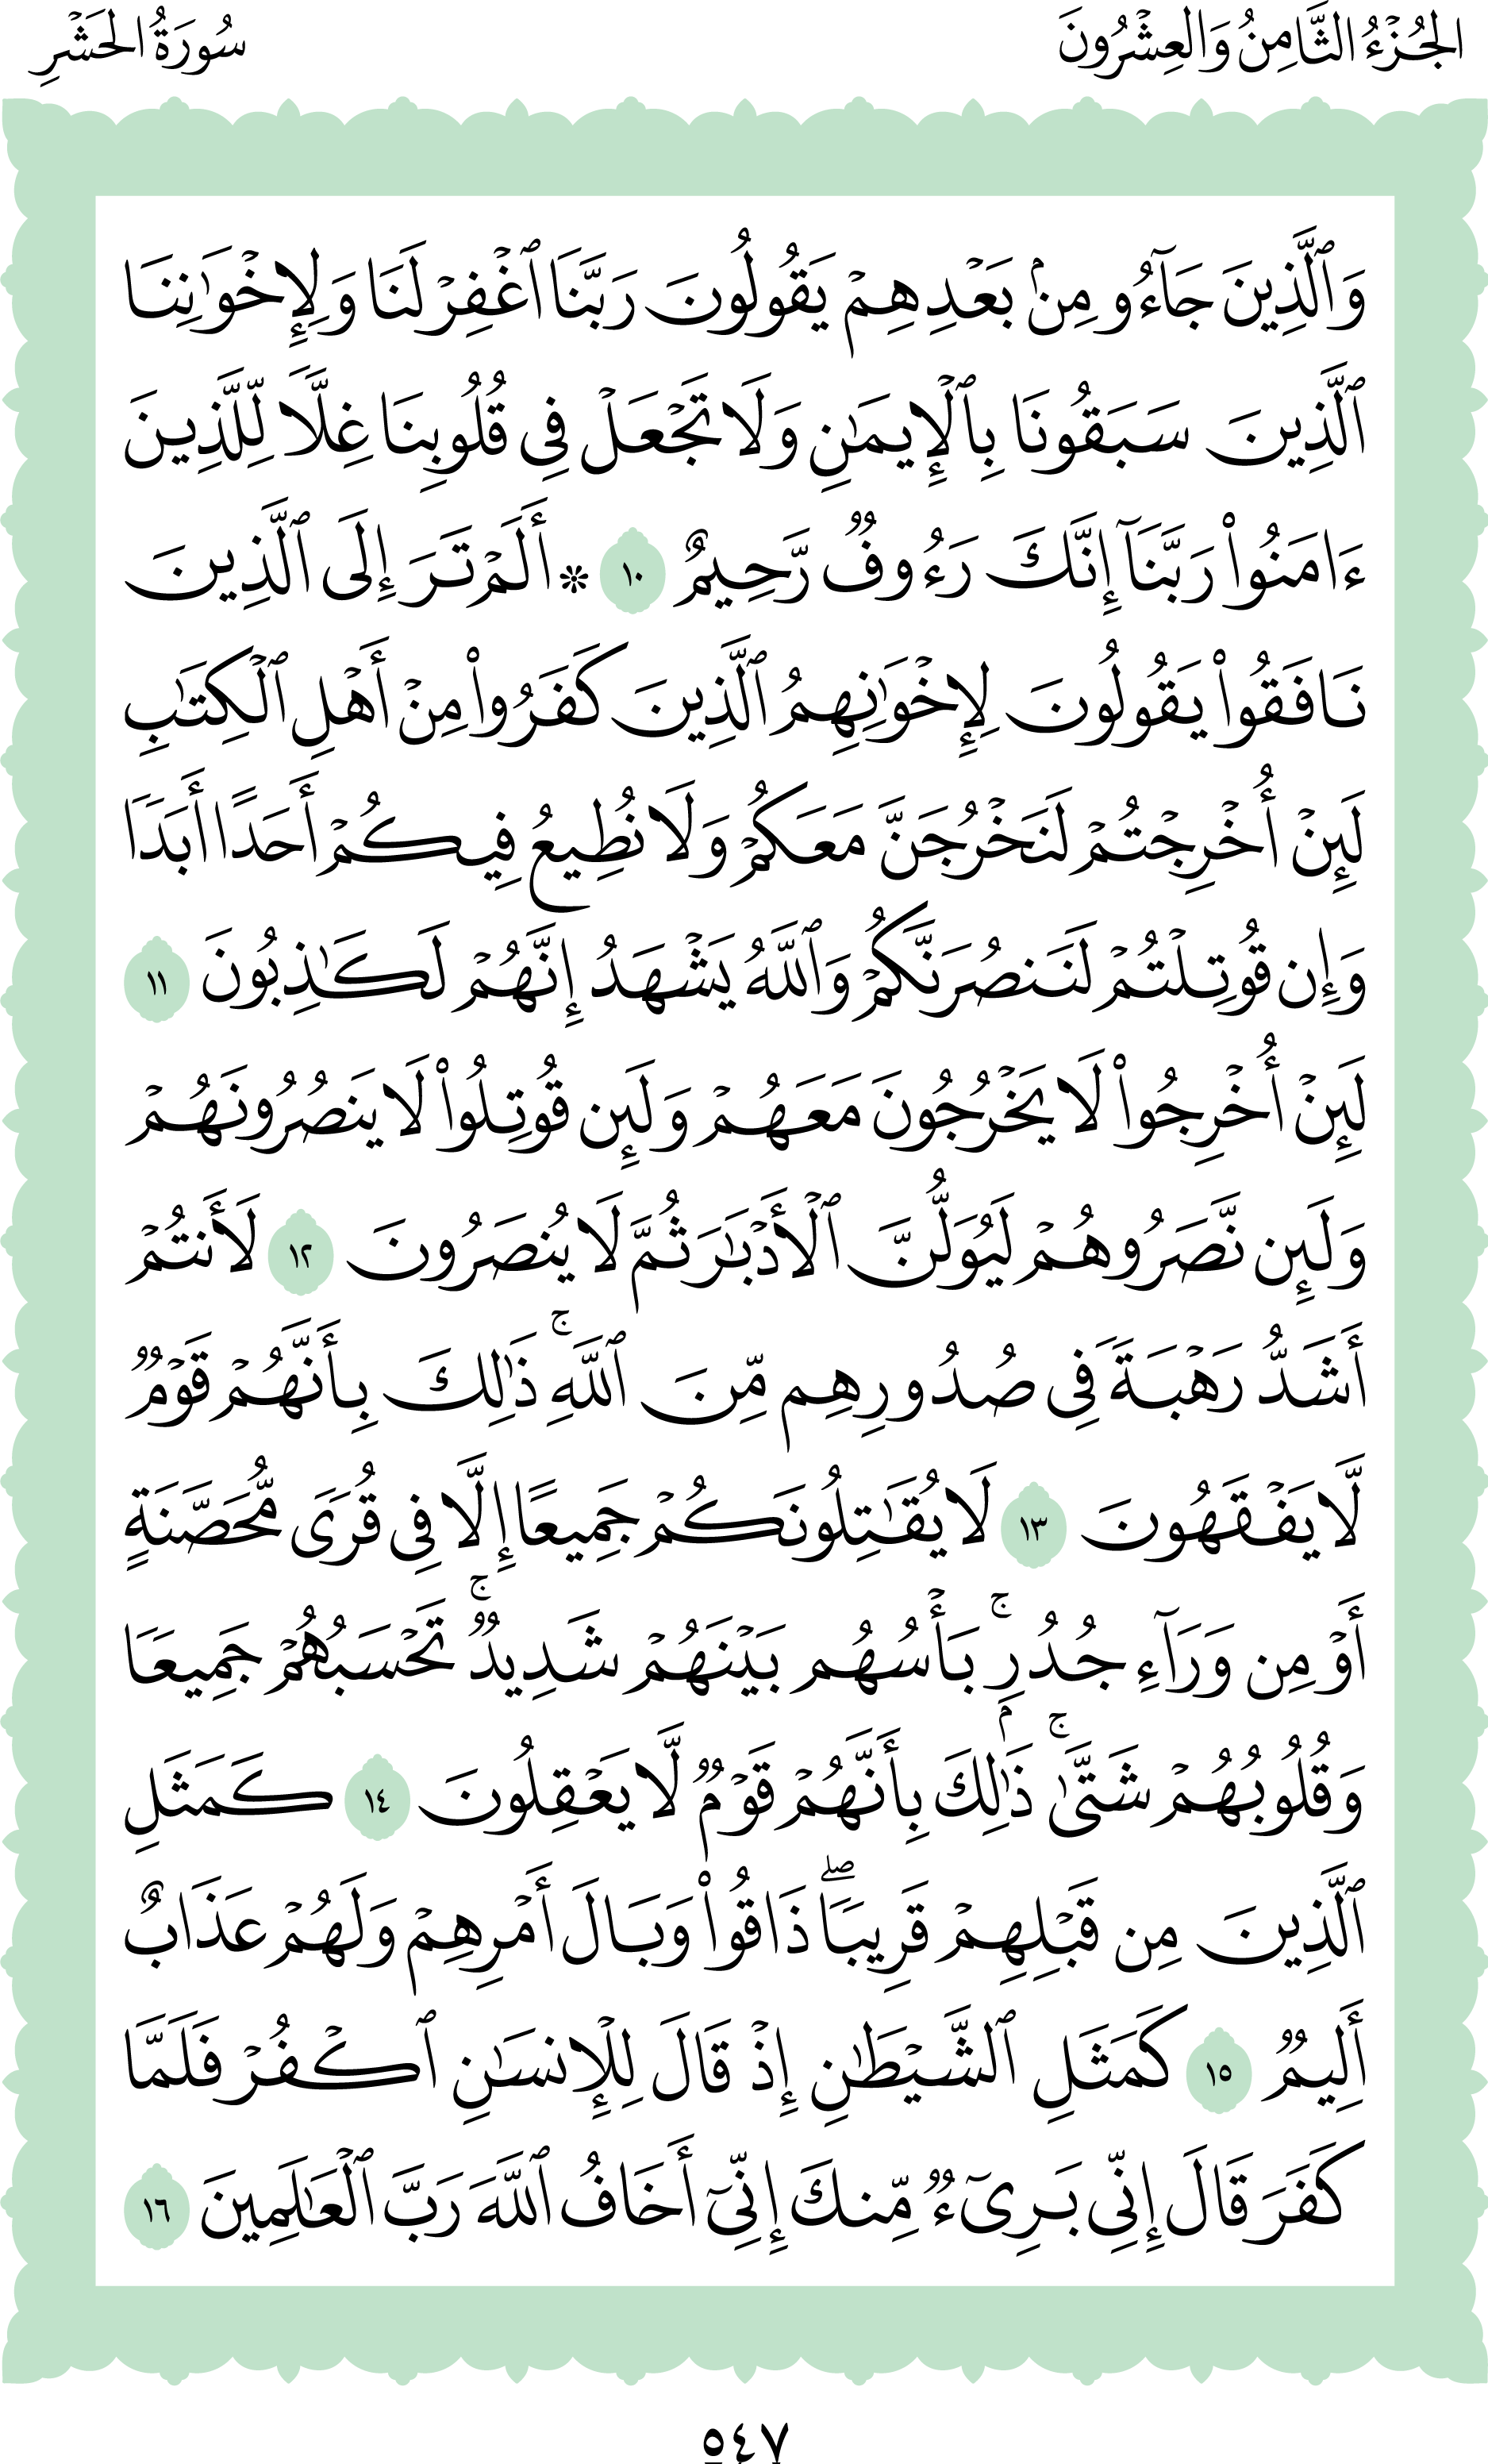 الجُزْءُ الثَّامِنُ وَالعِشْرُونَ
سُورَةُ الحَشْرِ
وَٱلَّذِينَ جَآءُو مِنۢ بَعْدِهِمْ يَقُولُونَ رَبَّنَا ٱغْفِرْ لَنَا وَلِإِخْوَٰنِنَا
ٱلَّذِينَ سَبَقُونَا بِٱلْإِيمَٰنِ وَلَا تَجْعَلْ فِى قُلُوبِنَا غِلًّا لِّلَّذِينَ
ءَامَنُوا۟ رَبَّنَآ إِنَّكَ رَءُوفٌ رَّحِيمٌ ١٠ ۞ أَلَمْ تَرَ إِلَى ٱلَّذِينَ
نَافَقُوا۟ يَقُولُونَ لِإِخْوَٰنِهِمُ ٱلَّذِينَ كَفَرُوا۟ مِنْ أَهْلِ ٱلْكِتَٰبِ
لَئِنْ أُخْرِجْتُمْ لَنَخْرُجَنَّ مَعَكُمْ وَلَا نُطِيعُ فِيكُمْ أَحَدًا أَبَدًا
وَإِن قُوتِلْتُمْ لَنَنصُرَنَّكُمْ وَٱللَّهُ يَشْهَدُ إِنَّهُمْ لَكَٰذِبُونَ ١١
لَئِنْ أُخْرِجُوا۟ لَا يَخْرُجُونَ مَعَهُمْ وَلَئِن قُوتِلُوا۟ لَا يَنصُرُونَهُمْ
وَلَئِن نَّصَرُوهُمْ لَيُوَلُّنَّ ٱلْأَدْبَٰرَ ثُمَّ لَا يُنصَرُونَ ١٢ لَأَنتُمْ
أَشَدُّ رَهْبَةً فِى صُدُورِهِم مِّنَ ٱللَّهِ ۚ ذَٰلِكَ بِأَنَّهُمْ قَوْمٌ
لَّا يَفْقَهُونَ ١٣ لَا يُقَٰتِلُونَكُمْ جَمِيعًا إِلَّا فِى قُرًى مُّحَصَّنَةٍ
أَوْ مِن وَرَآءِ جُدُرٍۭ ۚ بَأْسُهُم بَيْنَهُمْ شَدِيدٌ ۚ تَحْسَبُهُمْ جَمِيعًا
وَقُلُوبُهُمْ شَتَّىٰ ۚ ذَٰلِكَ بِأَنَّهُمْ قَوْمٌ لَّا يَعْقِلُونَ ١٤ كَمَثَلِ
ٱلَّذِينَ مِن قَبْلِهِمْ قَرِيبًا ۖ ذَاقُوا۟ وَبَالَ أَمْرِهِمْ وَلَهُمْ عَذَابٌ
أَلِيمٌ ١٥ كَمَثَلِ ٱلشَّيْطَٰنِ إِذْ قَالَ لِلْإِنسَٰنِ ٱكْفُرْ فَلَمَّا
كَفَرَ قَالَ إِنِّى بَرِىٓءٌ مِّنكَ إِنِّىٓ أَخَافُ ٱللَّهَ رَبَّ ٱلْعَٰلَمِينَ ١٦
٥٤٧